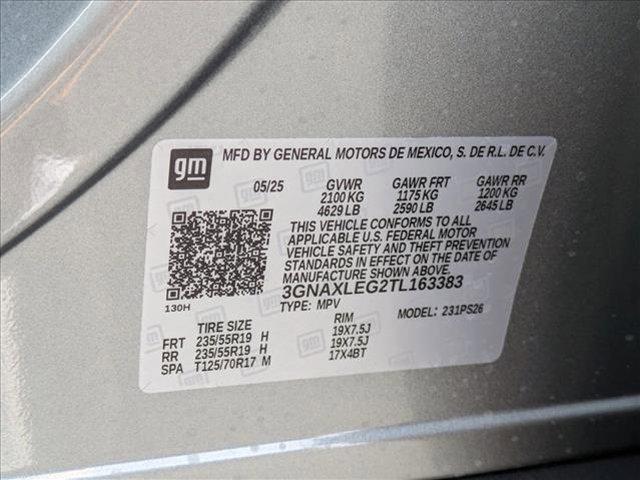 gm
MFD BY GENERAL MOTORS DE MEXICO, S. DE R.L. DE C.V.
05/25 GVWR GAWR FRT GAWR RR
2100 KG 1175 KG 1200 KG
4629 LB 2590 LB 2645 LB
THIS VEHICLE CONFORMS TO ALL
APPLICABLE U.S. FEDERAL MOTOR
VEHICLE SAFETY AND THEFT PREVENTION
STANDARDS IN EFFECT ON THE DATE OF
MANUFACTURE SHOWN ABOVE.
3GNAXLEG2TL163383
130H
TYPE: MPV MODEL: 231PS26
TIRE SIZE RIM
FRT 235/55R19 H 19X7.5J
RR 235/55R19 H 19X7.5J
SPA T125/70R17 M 17X4BT